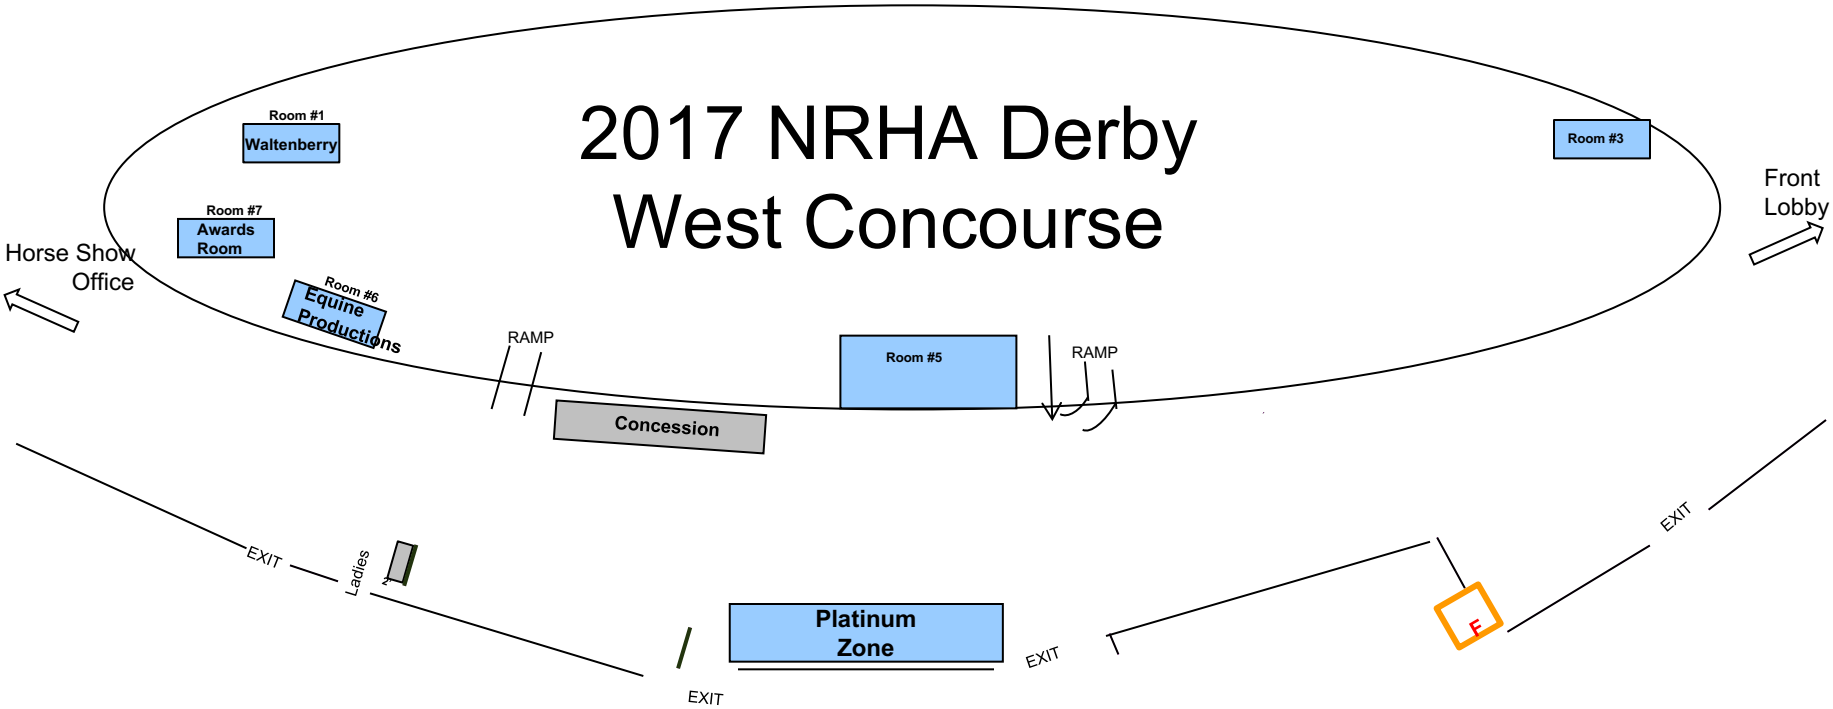 2017 NRHA Derby
West Concourse
Room #1
Waltenberry
Room #3
Front
Lobby
Room #7
Awards
Room
Horse Show
Office
Room #6
Equine
Productions
RAMP
Room #5
RAMP
Concession
EXIT
Ladies
2'
EXIT
Platinum
Zone
EXIT
F
EXIT